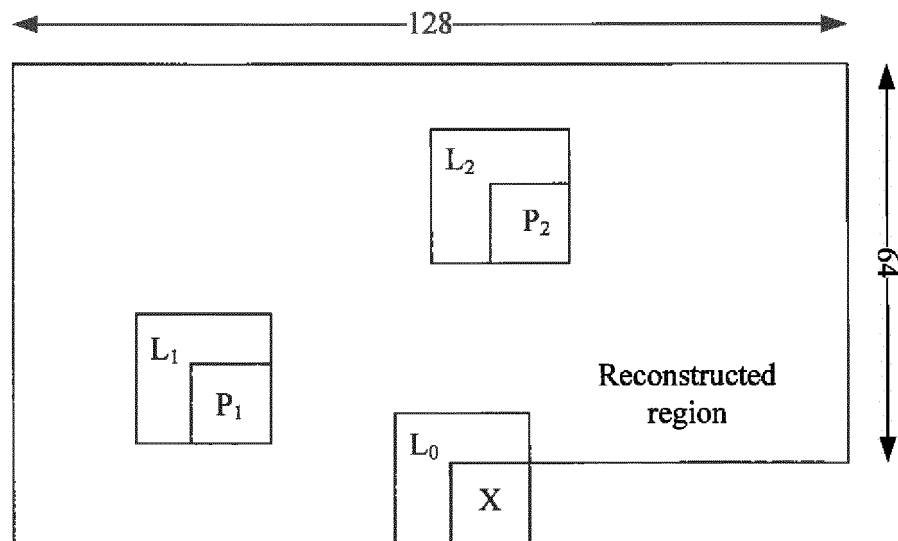 128
L₂
P₂
64
L₁
P₁
Reconstructed
region
L₀
X